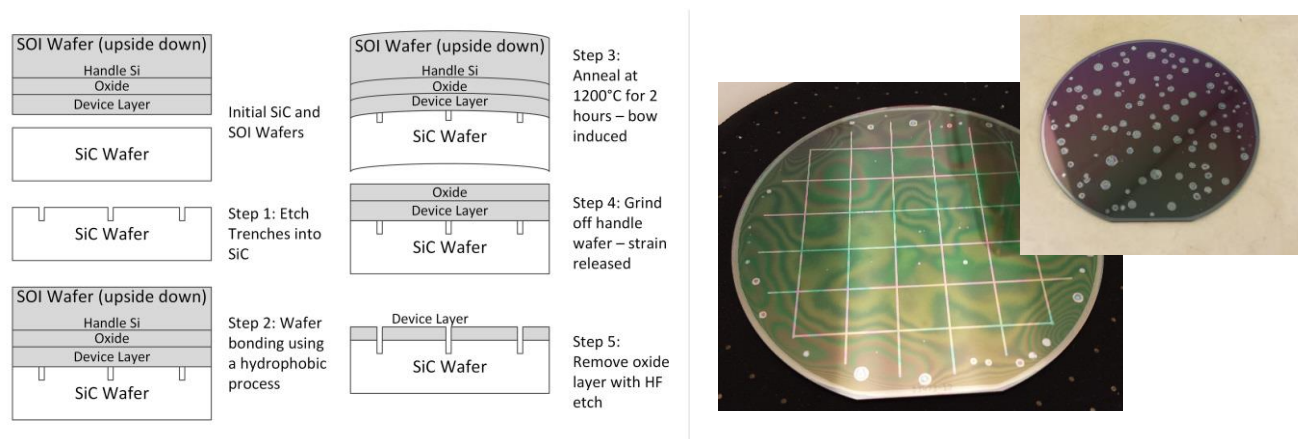 SOI Wafer (upside down)
Handle Si
Oxide
Device Layer
SiC Wafer
Initial SiC and
SOI Wafers
SiC Wafer
Step 1: Etch
Trenches into
SiC
SOI Wafer (upside down)
Handle Si
Oxide
Device Layer
SiC Wafer
Step 2: Wafer
bonding using
a hydrophobic
process
SOI Wafer (upside down)
Handle Si
Oxide
Device Layer
SiC Wafer
Step 3:
Anneal at
1200°C for 2
hours – bow
induced
Oxide
Device Layer
SiC Wafer
Step 4: Grind
off handle
wafer – strain
released
Device Layer
SiC Wafer
Step 5:
Remove oxide
layer with HF
etch